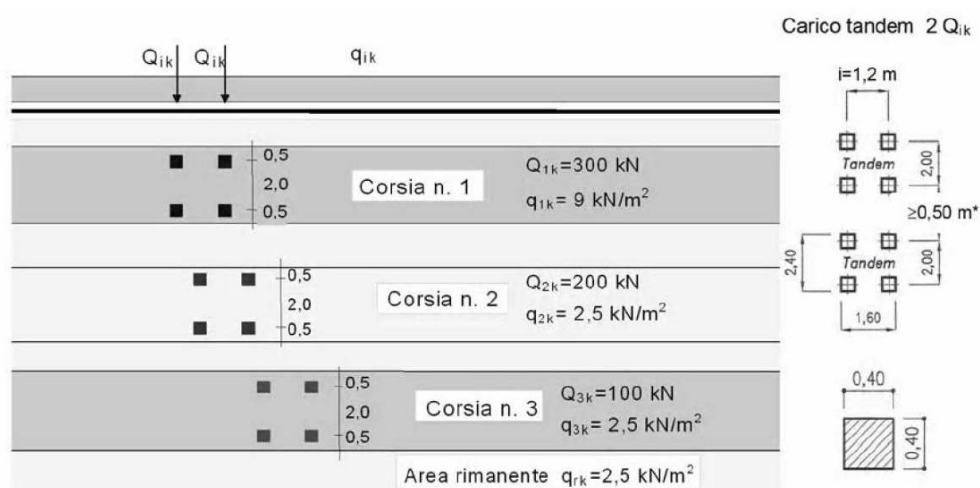 Carico tandem 2 Qik
Qik Qik qik
i=1,2 m
0,5
2,0
0,5
Corsia n. 1
Q1k=300 kN
q1k= 9 kN/m²
Tandem
2,00
≥0,50 m*
0,5
2,0
0,5
Corsia n. 2
Q2k=200 kN
q2k= 2,5 kN/m²
2,40
Tandem
2,00
1,60
0,5
2,0
0,5
Corsia n. 3
Q3k=100 kN
q3k= 2,5 kN/m²
0,40
0,40
Area rimanente qrk=2,5 kN/m²